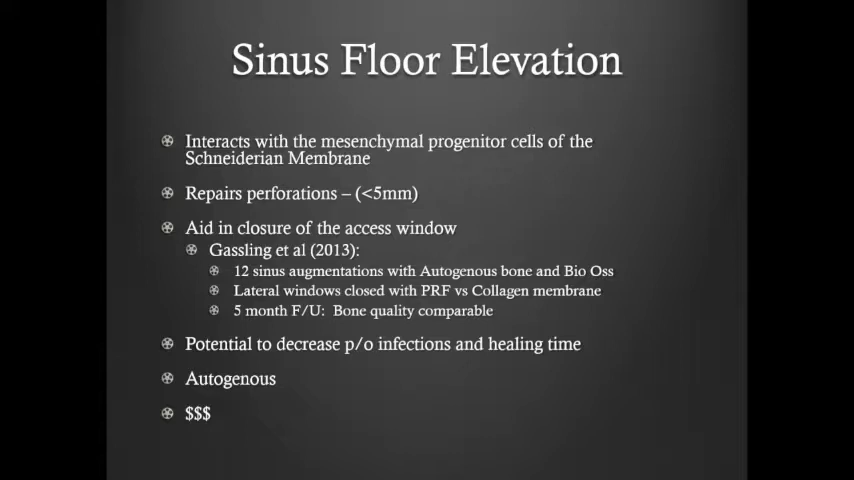 Sinus Floor Elevation
Interacts with the mesenchymal progenitor cells of the
Schneiderian Membrane
Repairs perforations – (<5mm)
Aid in closure of the access window
Gassling et al (2013):
12 sinus augmentations with Autogenous bone and Bio Oss
Lateral windows closed with PRF vs Collagen membrane
5 month F/U: Bone quality comparable
Potential to decrease p/o infections and healing time
Autogenous
$$$